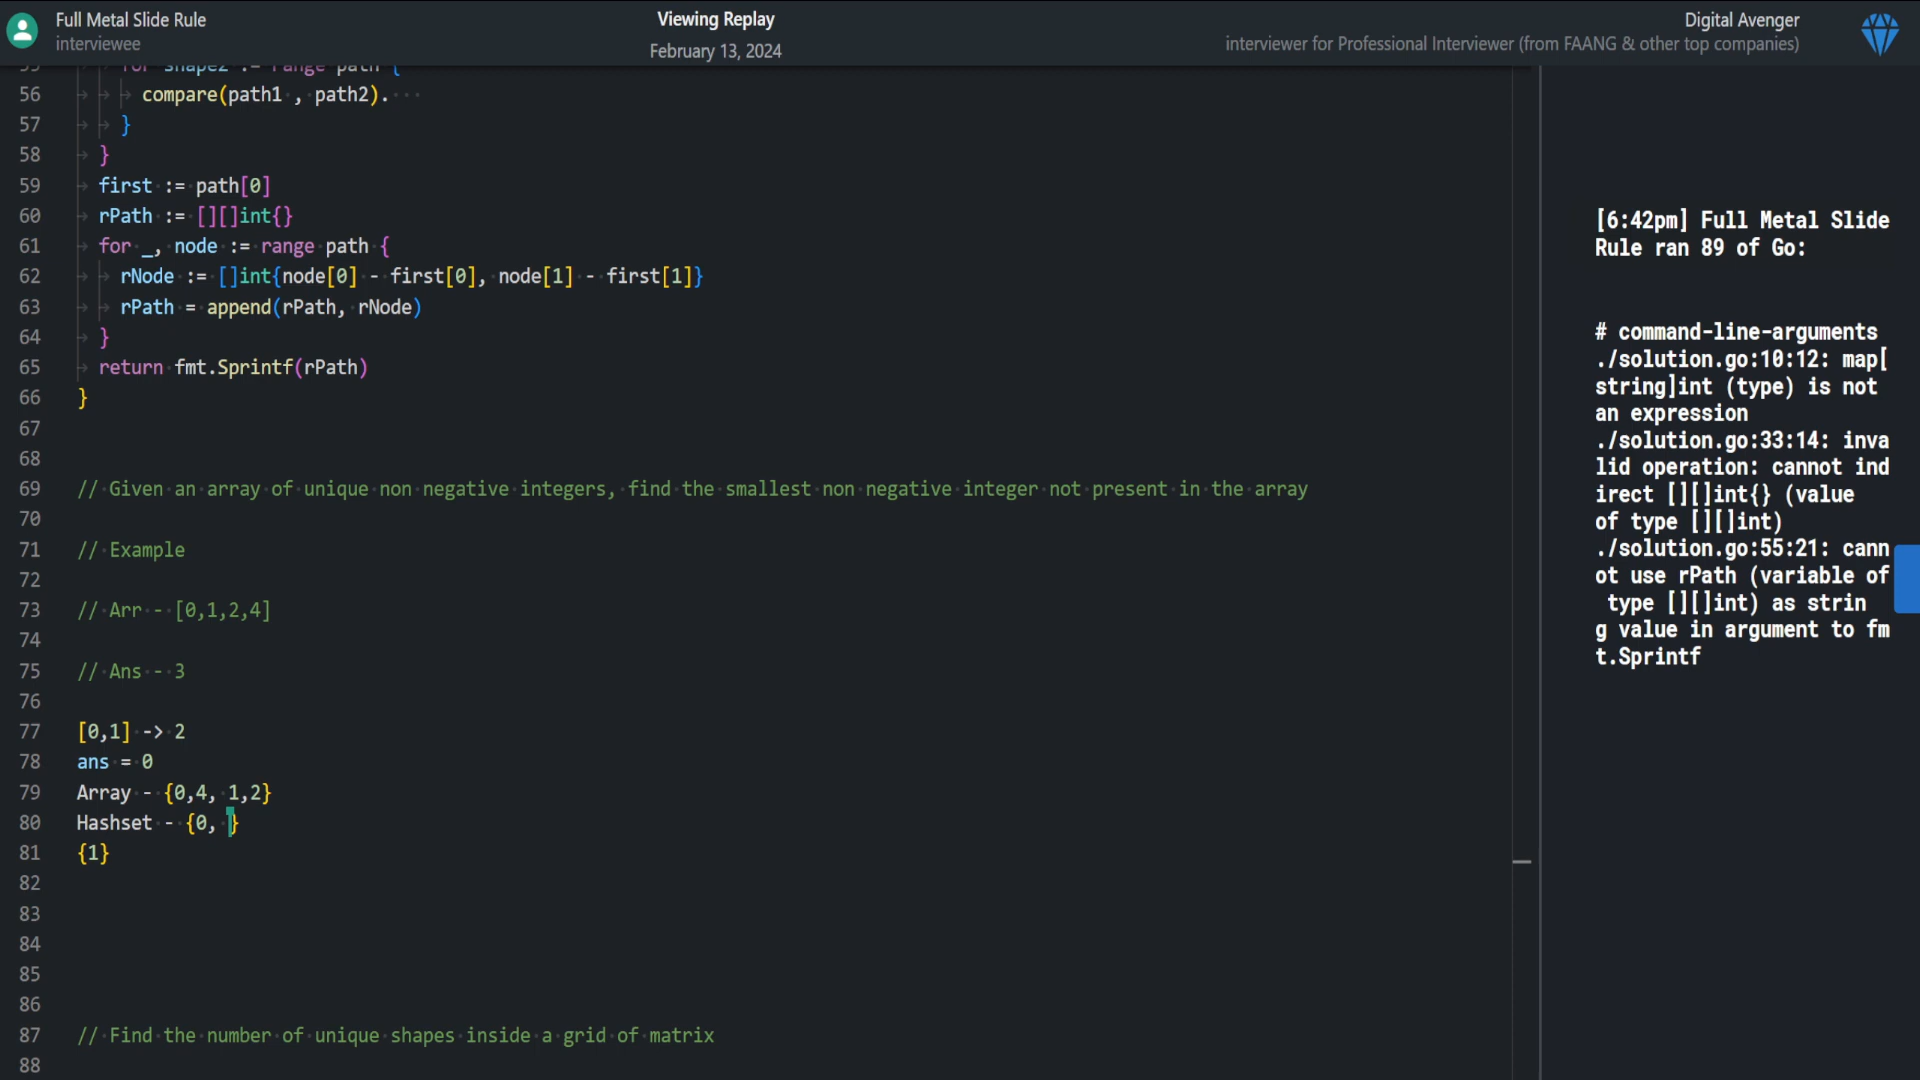 Full Metal Slide Rule
interviewee
Viewing Replay
February 13, 2024
Digital Avenger
interviewer for Professional Interviewer (from FAANG & other top companies)
55 for shape2 := range path {
56 compare(path1 , path2).
57 }
58 }
59 first := path[0]
60 rPath := [][]int{}
61 for _, node := range path {
62 rNode := []int{node[0] - first[0], node[1] - first[1]}
63 rPath = append(rPath, rNode)
64 }
65 return fmt.Sprintf(rPath)
66 }
67
68
69 // Given an array of unique non negative integers, find the smallest non negative integer not present in the array
70
71 // Example
72
73 // Arr - [0,1,2,4]
74
75 // Ans - 3
76
77 [0,1] -> 2
78 ans = 0
79 Array - {0,4, 1,2}
80 Hashset - {0, }
81 {1}
82
83
84
85
86
87 // Find the number of unique shapes inside a grid of matrix
88
[6:42pm] Full Metal Slide
Rule ran 89 of Go:
# command-line-arguments
./solution.go:10:12: map[
string]int (type) is not
an expression
./solution.go:33:14: inva
lid operation: cannot ind
irect [][]int{} (value
of type [][]int)
./solution.go:55:21: cann
ot use rPath (variable of
type [][]int) as strin
g value in argument to fm
t.Sprintf